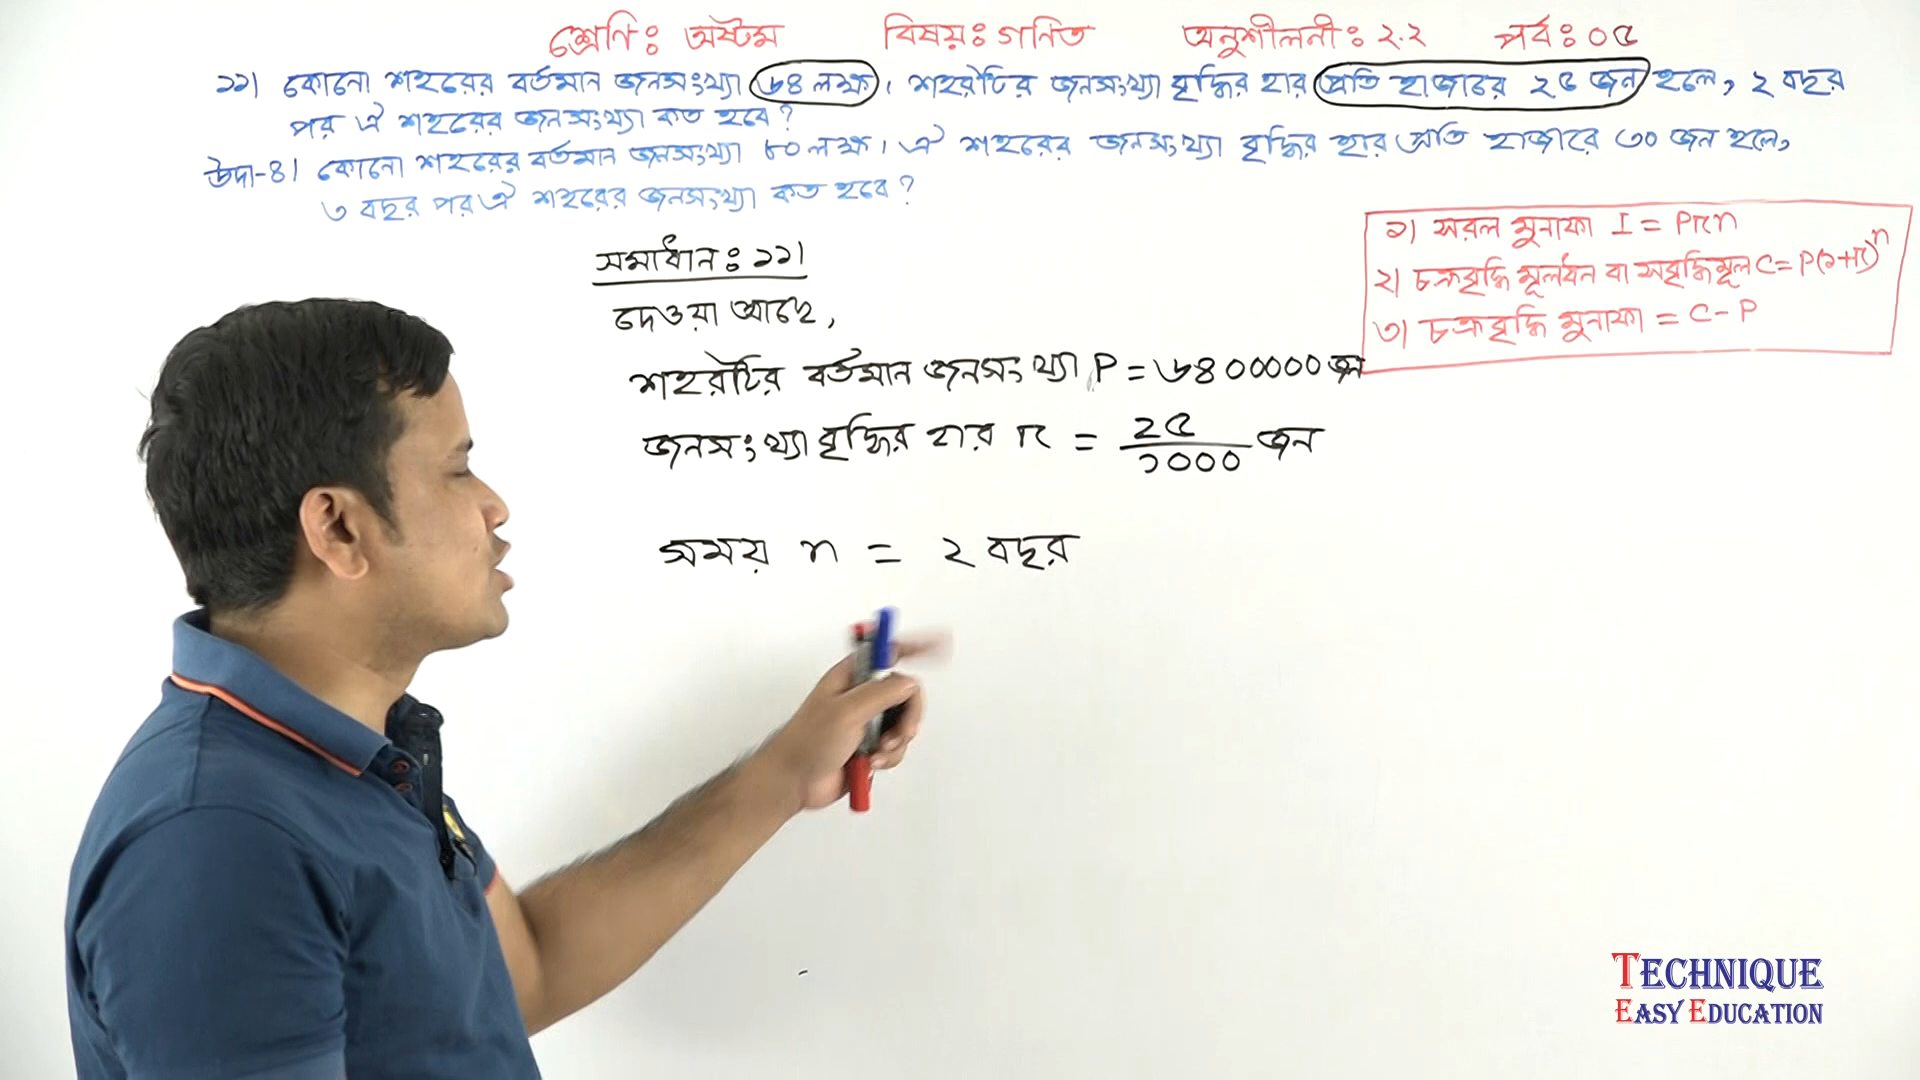 শ্রেণি: অষ্টম বিষয়: গণিত অনুশীলনী: ২.২ পর্ব: ০৫
১১। কোনো শহরের বর্তমান জনসংখ্যা ৬৪ লক্ষ। শহরটির জনসংখ্যা বৃদ্ধির হার প্রতি হাজারে ২৫ জন হলে, ২ বছর
পর ঐ শহরের জনসংখ্যা কত হবে?
উদা-৪। কোনো শহরের বর্তমান জনসংখ্যা ৮০ লক্ষ। ঐ শহরের জনসংখ্যা বৃদ্ধির হার প্রতি হাজারে ৩০ জন হলে,
৩ বছর পর ঐ শহরের জনসংখ্যা কত হবে?
১) সরল মুনাফা I = Prn
২) চক্রবৃদ্ধি মূলধন বা সবৃদ্ধিমূল C = P(১+r)^n
৩) চক্রবৃদ্ধি মুনাফা = C - P
সমাধান: ১১।
দেওয়া আছে,
শহরটির বর্তমান জনসংখ্যা P = ৬৪০০০০০ জন
জনসংখ্যা বৃদ্ধির হার r = ২৫/১০০০ জন
সময় n = ২ বছর
TECHNIQUE
EASY EDUCATION